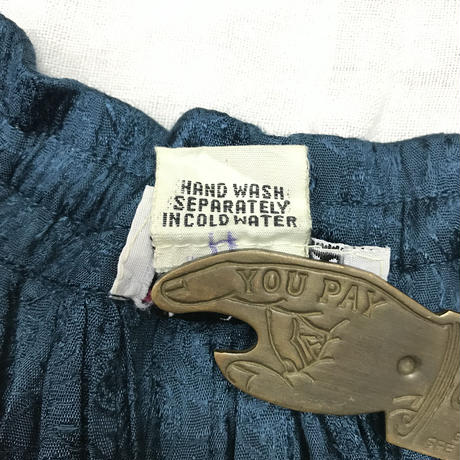 HAND WASH
SEPARATELY
IN COLD WATER
H
YOU PAY